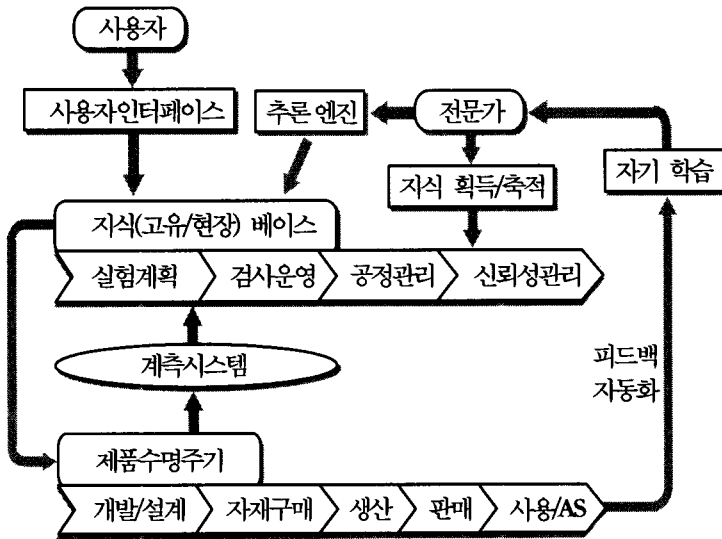 사용자
사용자인터페이스
추론 엔진
전문가
지식 획득/축적
자기 학습
지식(고유/현장) 베이스
실험계획
검사운영
공정관리
신뢰성관리
계측시스템
피드백
자동화
제품수명주기
개발/설계
자재구매
생산
판매
사용/AS